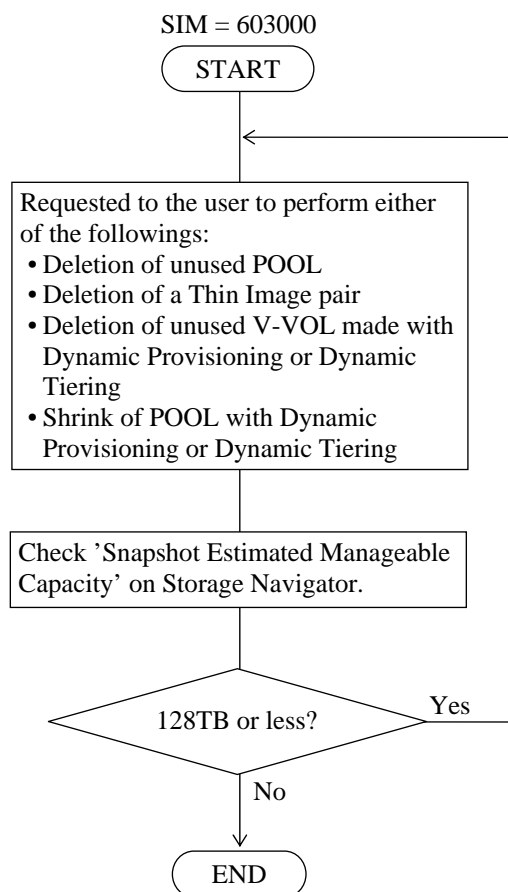 SIM = 603000
START
Requested to the user to perform either
of the followings:
• Deletion of unused POOL
• Deletion of a Thin Image pair
• Deletion of unused V-VOL made with
Dynamic Provisioning or Dynamic
Tiering
• Shrink of POOL with Dynamic
Provisioning or Dynamic Tiering
Check ’Snapshot Estimated Manageable
Capacity’ on Storage Navigator.
128TB or less?
Yes
No
END